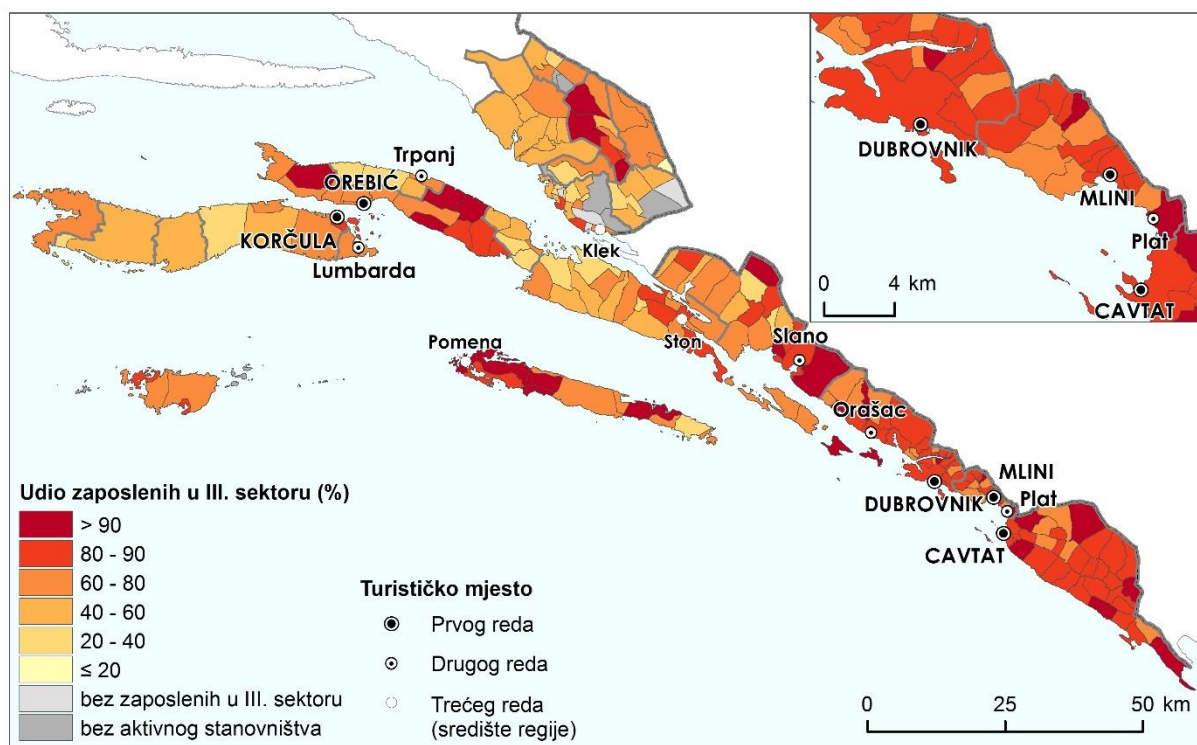 Trpanj
OREBIĆ
KORČULA
Lumbarda
Klek
Pomena
Ston
Slano
Orašac
MLINI
DUBROVNIK
Plat
CAVTAT
DUBROVNIK
MLINI
Plat
CAVTAT
0 4 km
Udio zaposlenih u III. sektoru (%)
> 90
80 - 90
60 - 80
40 - 60
20 - 40
≤ 20
bez zaposlenih u III. sektoru
bez aktivnog stanovništva
Turističko mjesto
Prvog reda
Drugog reda
Trećeg reda
(središte regije)
0 25 50 km